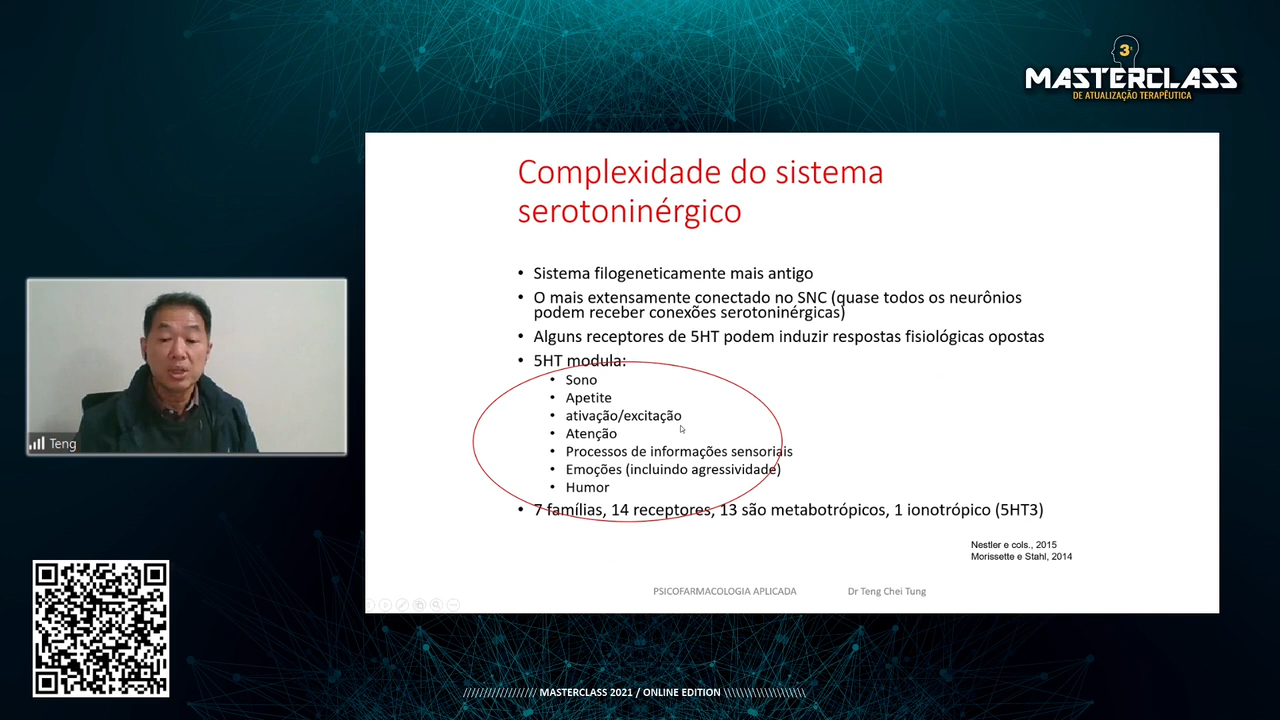 3ª
MASTERCLASS
DE ATUALIZAÇÃO TERAPÊUTICA
Complexidade do sistema
serotoninérgico
• Sistema filogeneticamente mais antigo
• O mais extensamente conectado no SNC (quase todos os neurônios
podem receber conexões serotoninérgicas)
• Alguns receptores de 5HT podem induzir respostas fisiológicas opostas
• 5HT modula:
• Sono
• Apetite
• ativação/excitação
• Atenção
• Processos de informações sensoriais
• Emoções (incluindo agressividade)
• Humor
• 7 famílias, 14 receptores, 13 são metabotrópicos, 1 ionotrópico (5HT3)
Nestler e cols., 2015
Morissette e Stahl, 2014
PSICOFARMACOLOGIA APLICADA Dr Teng Chei Tung
Teng
/////////////////// MASTERCLASS 2021 / ONLINE EDITION \\\\\\\\\\\\\\\\\\\\